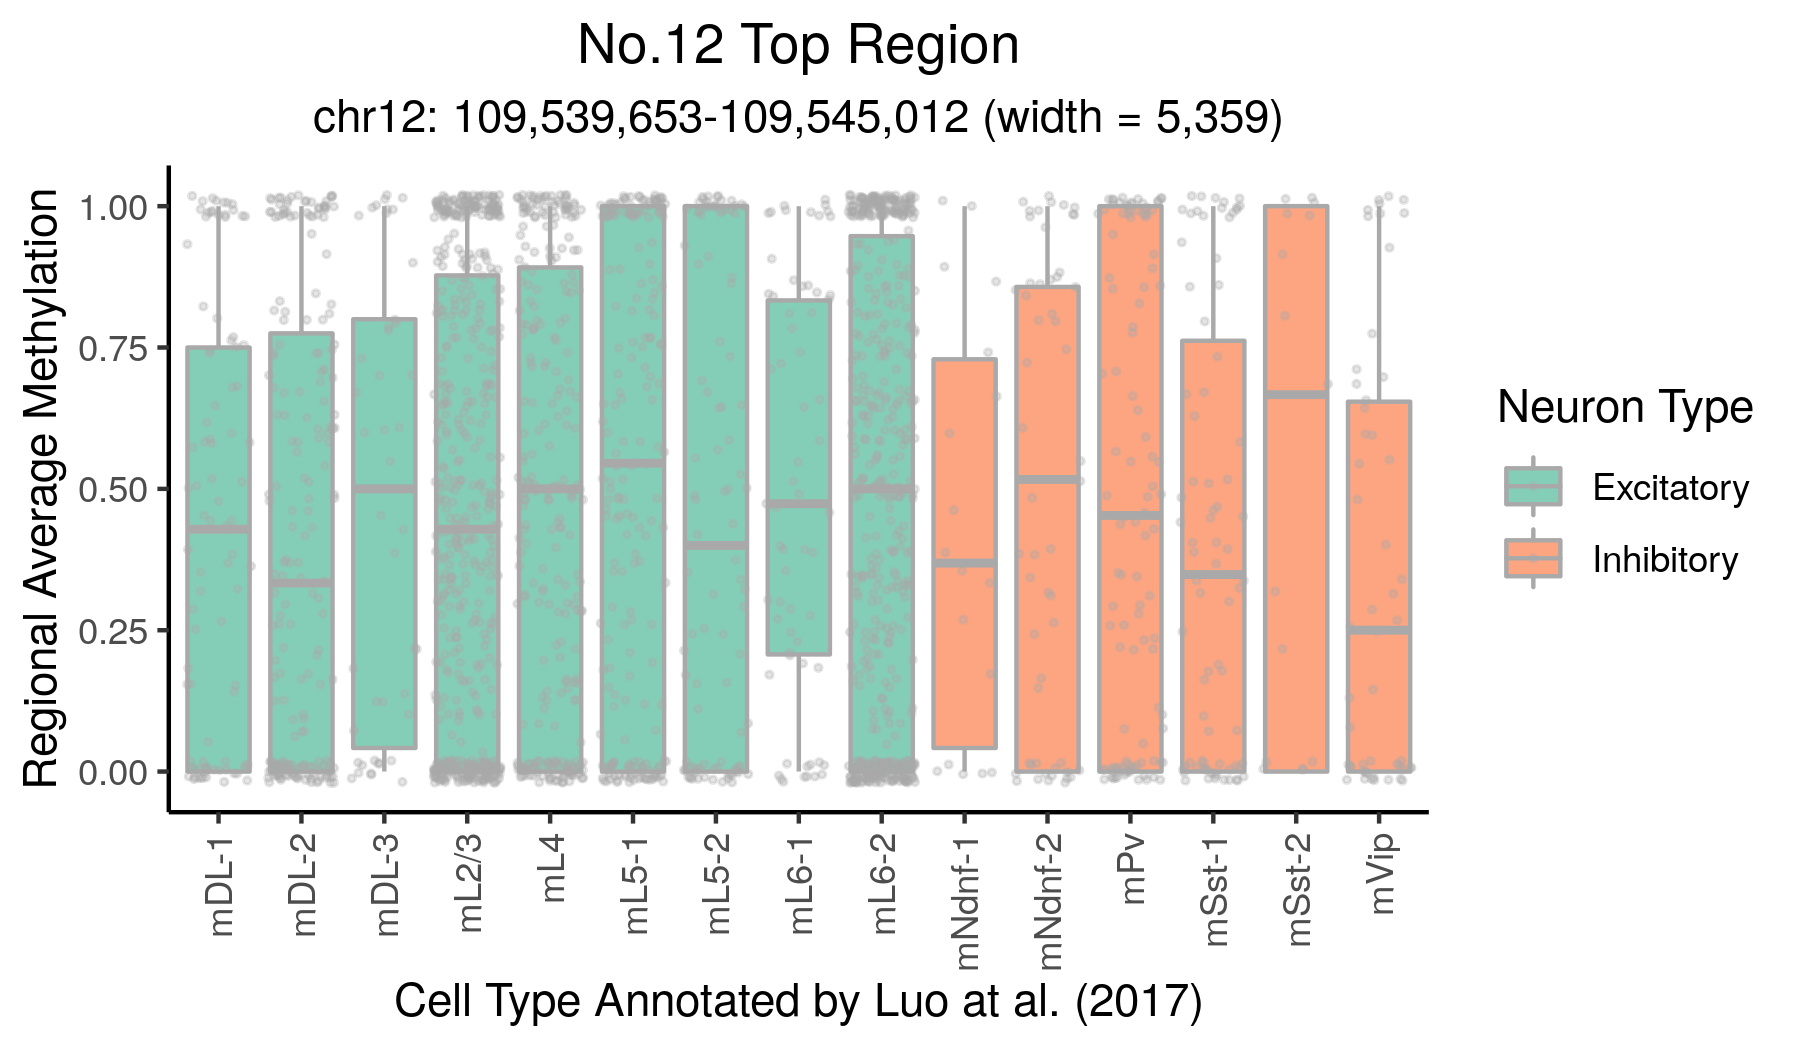 No.12 Top Region
chr12: 109,539,653-109,545,012 (width = 5,359)
Regional Average Methylation
1.00
0.75
0.50
0.25
0.00
mDL-1
mDL-2
mDL-3
mL2/3
mL4
mL5-1
mL5-2
mL6-1
mL6-2
mNdnf-1
mNdnf-2
mPv
mSst-1
mSst-2
mVip
Cell Type Annotated by Luo at al. (2017)
Neuron Type
Excitatory
Inhibitory